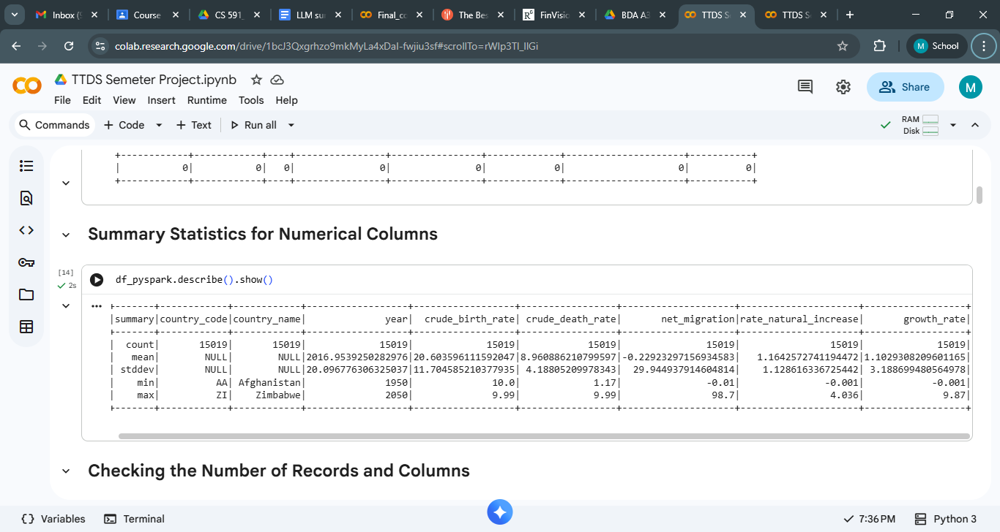 Inbox (9
Course
CS 591_
LLM sur
Final_co
The Bes
FinVisio
BDA A3
TTDS S
TTDS S
colab.research.google.com/drive/1bcJ3Qxgrhzo9mkMyLa4xDaI-fwjiu3sf#scrollTo=rWIp3TI_IlGi
M School
CO TTDS Semeter Project.ipynb
Share
M
File Edit View Insert Runtime Tools Help
Commands + Code + Text Run all
RAM
Disk
+-----------+-----------+----+--------------+---------------+------------+--------------------+-----------+
| 0| 0| 0| 0| 0| 0| 0| 0|
+-----------+-----------+----+--------------+---------------+------------+--------------------+-----------+
Summary Statistics for Numerical Columns
[14]
2s
df_pyspark.describe().show()
+-------+------------+------------+-----------------+------------------+-----------------+--------------------+---------------------+------------------+
|summary|country_code|country_name| year| crude_birth_rate| crude_death_rate| net_migration|rate_natural_increase| growth_rate|
+-------+------------+------------+-----------------+------------------+-----------------+--------------------+---------------------+------------------+
| count| 15019| 15019| 15019| 15019| 15019| 15019| 15019| 15019|
| mean| NULL| NULL|2016.9539250282976|20.603596111592047|8.960886210799597|-0.22923297156934583| 1.1642572741194472|1.1029308209601165|
| stddev| NULL| NULL|20.096776306325037|11.704585210377935| 4.18805209978343| 29.944937914604814| 1.128616336725442| 3.188699480564978|
| min| AA| Afghanistan| 1950| 10.0| 1.17| -0.01| -0.001| -0.001|
| max| ZI| Zimbabwe| 2050| 9.99| 9.99| 98.7| 4.036| 9.87|
+-------+------------+------------+-----------------+------------------+-----------------+--------------------+---------------------+------------------+
Checking the Number of Records and Columns
Variables Terminal
7:36 PM Python 3